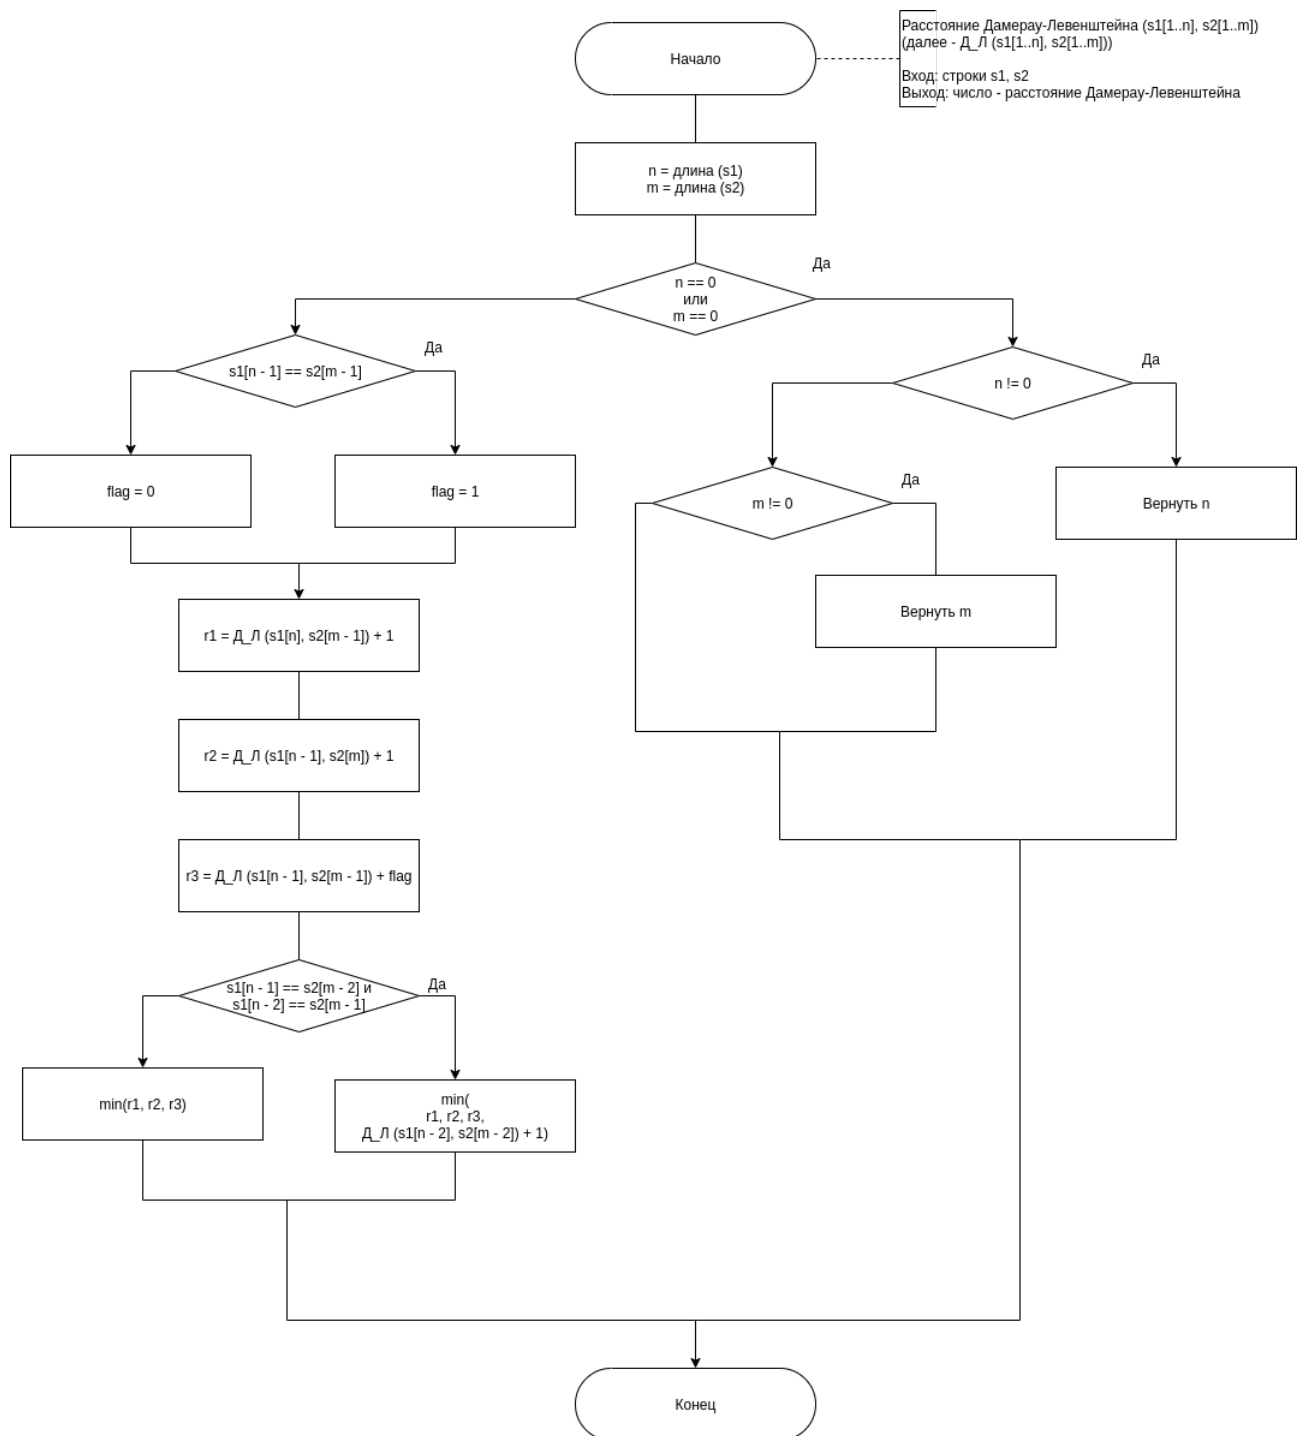 Начало
Расстояние Дамерау-Левенштейна (s1[1..n], s2[1..m])
(далее - Д_Л (s1[1..n], s2[1..m]))
Вход: строки s1, s2
Выход: число - расстояние Дамерау-Левенштейна
n = длина (s1)
m = длина (s2)
Да
n == 0
или
m == 0
Да
s1[n - 1] == s2[m - 1]
Да
n != 0
flag = 0
flag = 1
Да
m != 0
Вернуть n
Вернуть m
r1 = Д_Л (s1[n], s2[m - 1]) + 1
r2 = Д_Л (s1[n - 1], s2[m]) + 1
r3 = Д_Л (s1[n - 1], s2[m - 1]) + flag
s1[n - 1] == s2[m - 2] и
s1[n - 2] == s2[m - 1]
Да
min(r1, r2, r3)
min(
r1, r2, r3,
Д_Л (s1[n - 2], s2[m - 2]) + 1)
Конец